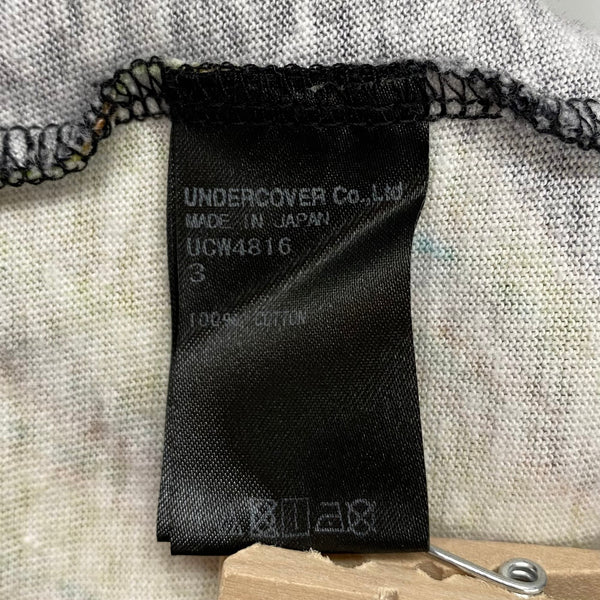 UNDERCOVER Co.,Ltd
MADE IN JAPAN
UCW4816
3
100% COTTON